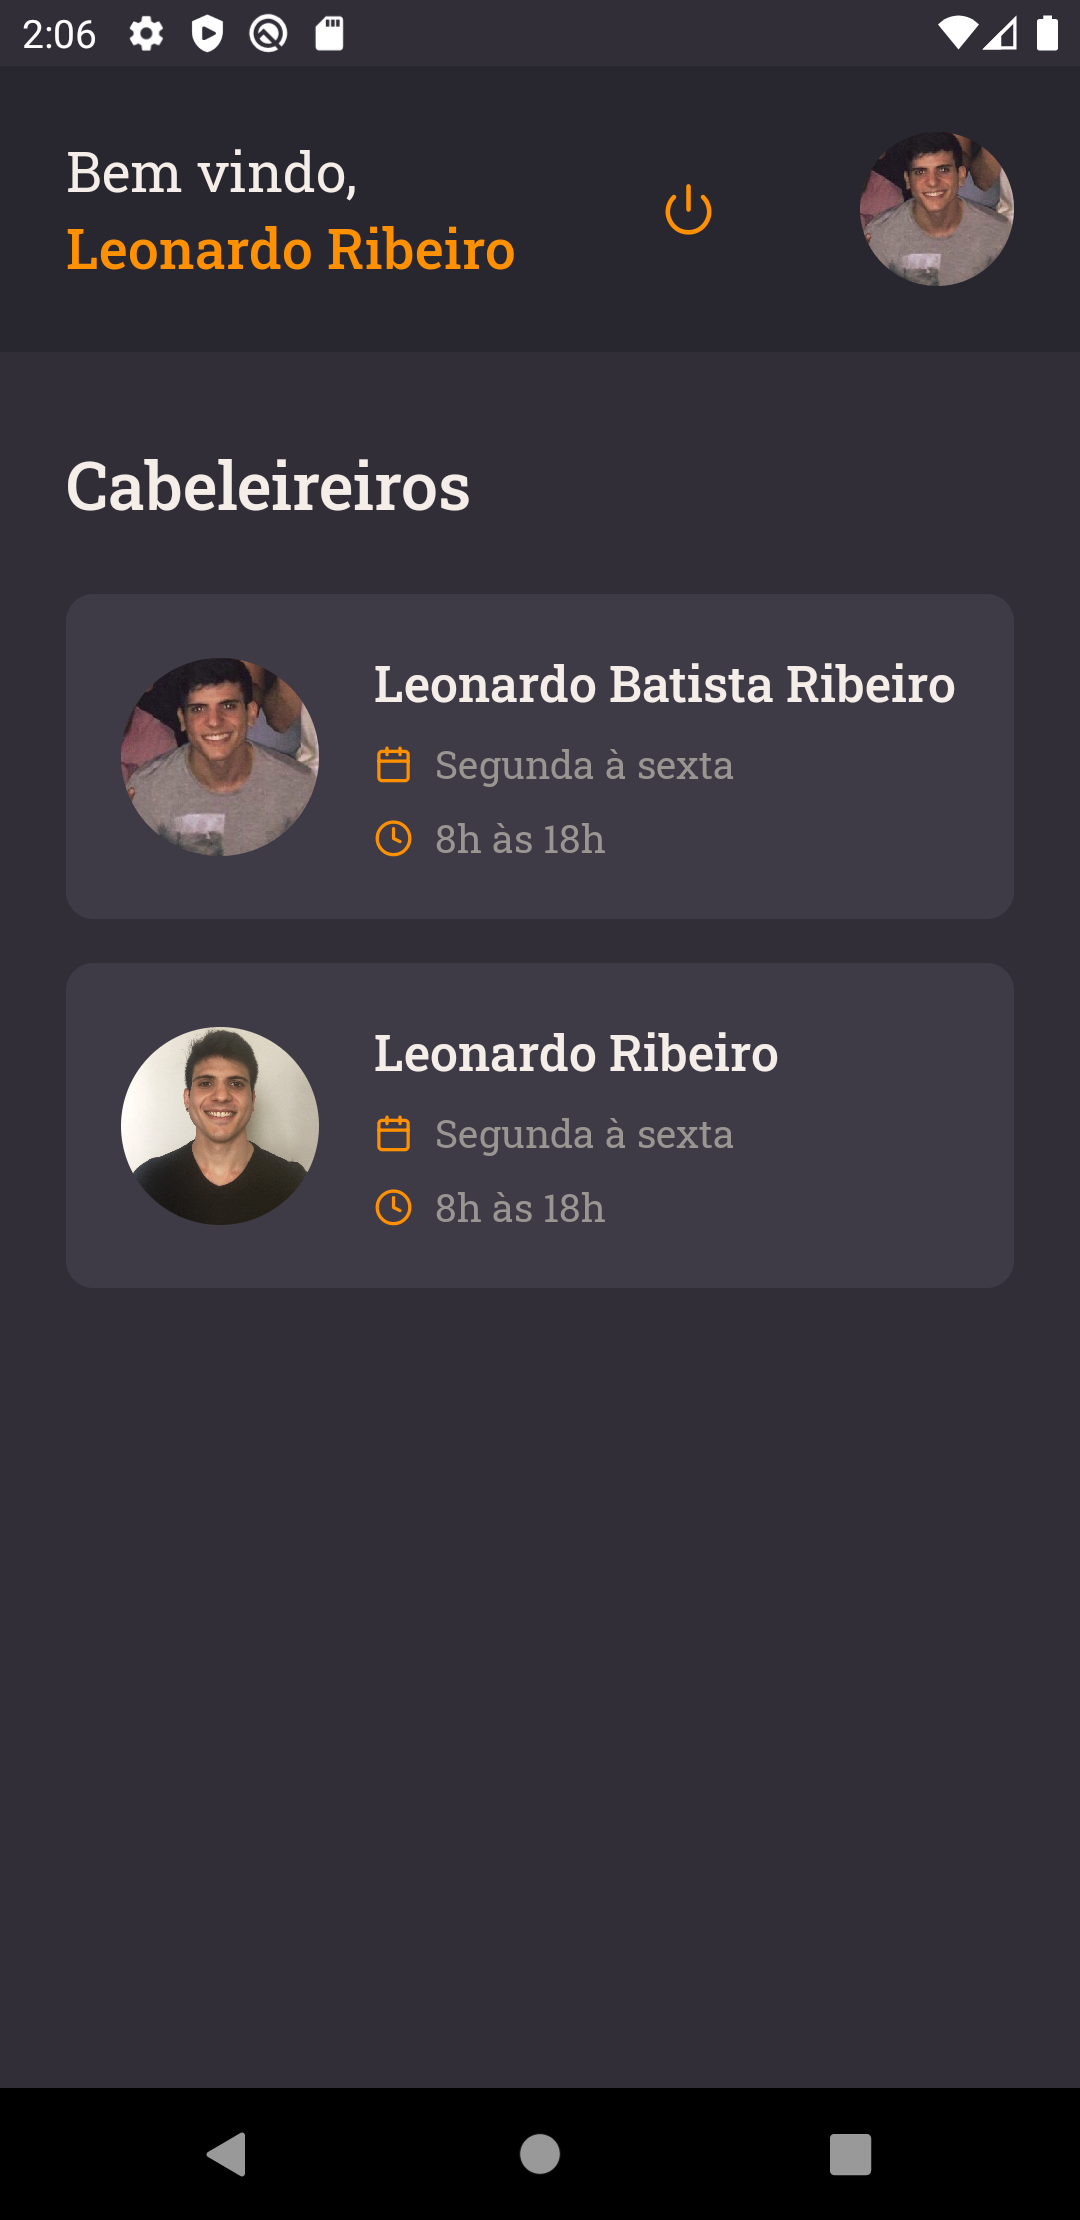 2:06
Bem vindo,
Leonardo Ribeiro
Cabeleireiros
Leonardo Batista Ribeiro
Segunda à sexta
8h às 18h
Leonardo Ribeiro
Segunda à sexta
8h às 18h